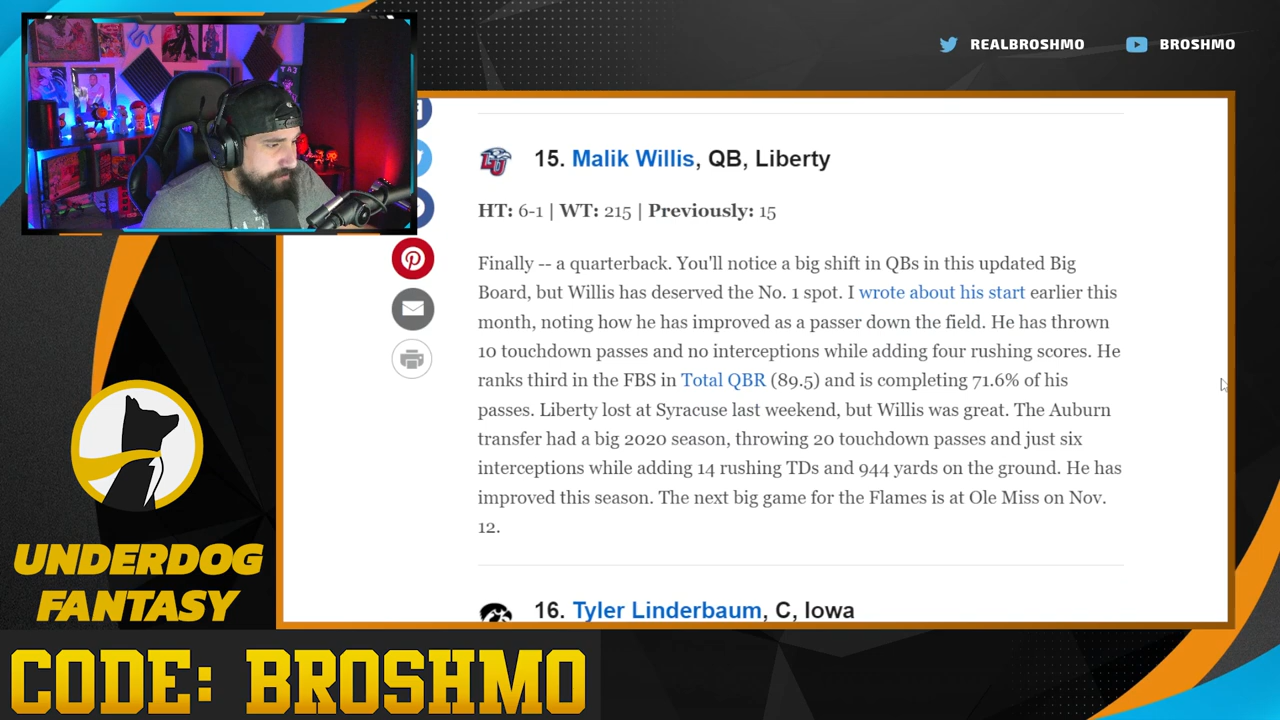 REALBROSHMO
BROSHMO
15. Malik Willis, QB, Liberty
HT: 6-1 | WT: 215 | Previously: 15
Finally -- a quarterback. You'll notice a big shift in QBs in this updated Big
Board, but Willis has deserved the No. 1 spot. I wrote about his start earlier this
month, noting how he has improved as a passer down the field. He has thrown
10 touchdown passes and no interceptions while adding four rushing scores. He
ranks third in the FBS in Total QBR (89.5) and is completing 71.6% of his
passes. Liberty lost at Syracuse last weekend, but Willis was great. The Auburn
transfer had a big 2020 season, throwing 20 touchdown passes and just six
interceptions while adding 14 rushing TDs and 944 yards on the ground. He has
improved this season. The next big game for the Flames is at Ole Miss on Nov.
12.
16. Tyler Linderbaum, C, Iowa
UNDERDOG
FANTASY
CODE: BROSHMO